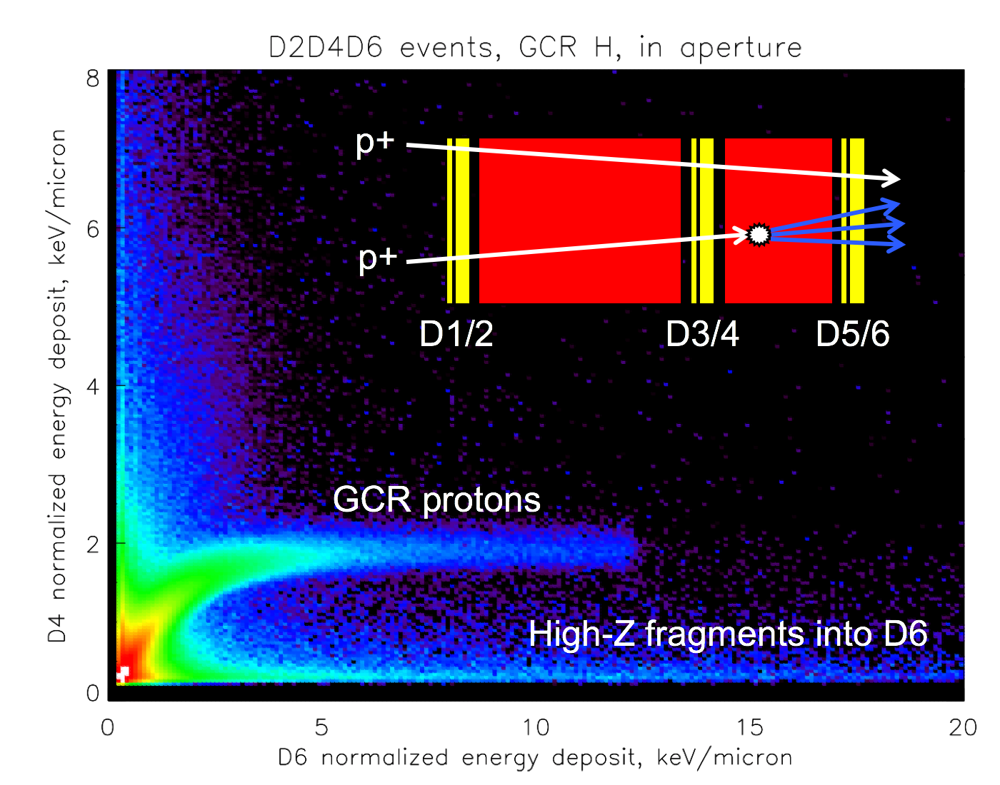 D2D4D6 events, GCR H, in aperture
D4 normalized energy deposit, keV/micron
8
6
4
2
0
p+
p+
D1/2
D3/4
D5/6
GCR protons
High-Z fragments into D6
0
5
10
15
20
D6 normalized energy deposit, keV/micron